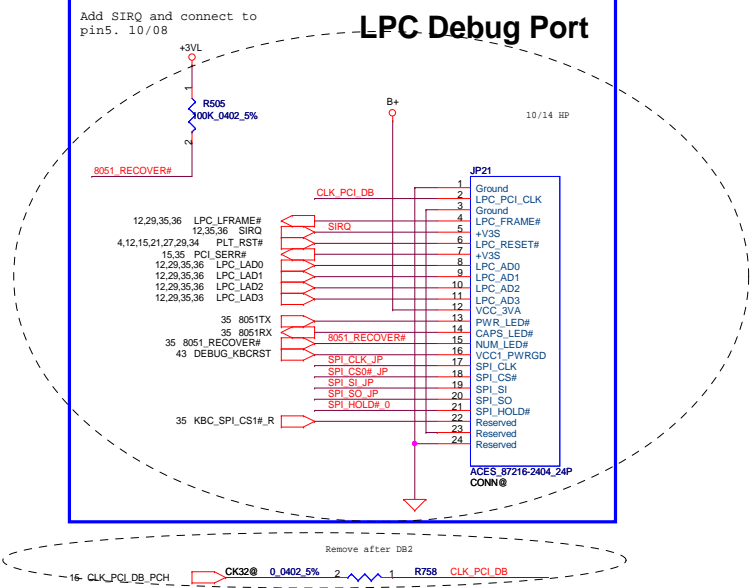 Add SIRQ and connect to
pin5. 10/08
LPC Debug Port
+3VL
1
R505
100K_0402_5%
2
8051_RECOVER#
B+
10/14 HP
JP21
CLK_PCI_DB
12,29,35,36 LPC_LFRAME#
12,35,36 SIRQ
SIRQ
4,12,15,21,27,29,34 PLT_RST#
15,35 PCI_SERR#
12,29,35,36 LPC_LAD0
12,29,35,36 LPC_LAD1
12,29,35,36 LPC_LAD2
12,29,35,36 LPC_LAD3
35 8051TX
35 8051RX
35 8051_RECOVER#
8051_RECOVER#
43 DEBUG_KBCRST
SPI_CLK_JP
SPI_CS0#_JP
SPI_SI_JP
SPI_SO_JP
SPI_HOLD#_0
35 KBC_SPI_CS1#_R
1 Ground
2 LPC_PCI_CLK
3 Ground
4 LPC_FRAME#
5 +V3S
6 LPC_RESET#
7 +V3S
8 LPC_AD0
9 LPC_AD1
10 LPC_AD2
11 LPC_AD3
12 VCC_3VA
13 PWR_LED#
14 CAPS_LED#
15 NUM_LED#
16 VCC1_PWRGD
17 SPI_CLK
18 SPI_CS#
19 SPI_SI
20 SPI_SO
21 SPI_HOLD#
22 Reserved
23 Reserved
24 Reserved
ACES_87216-2404_24P
CONN@
Remove after DB2
15 CLK_PCI_DB_PCH
CK32@ 0_0402_5% 2 1 R758 CLK_PCI_DB